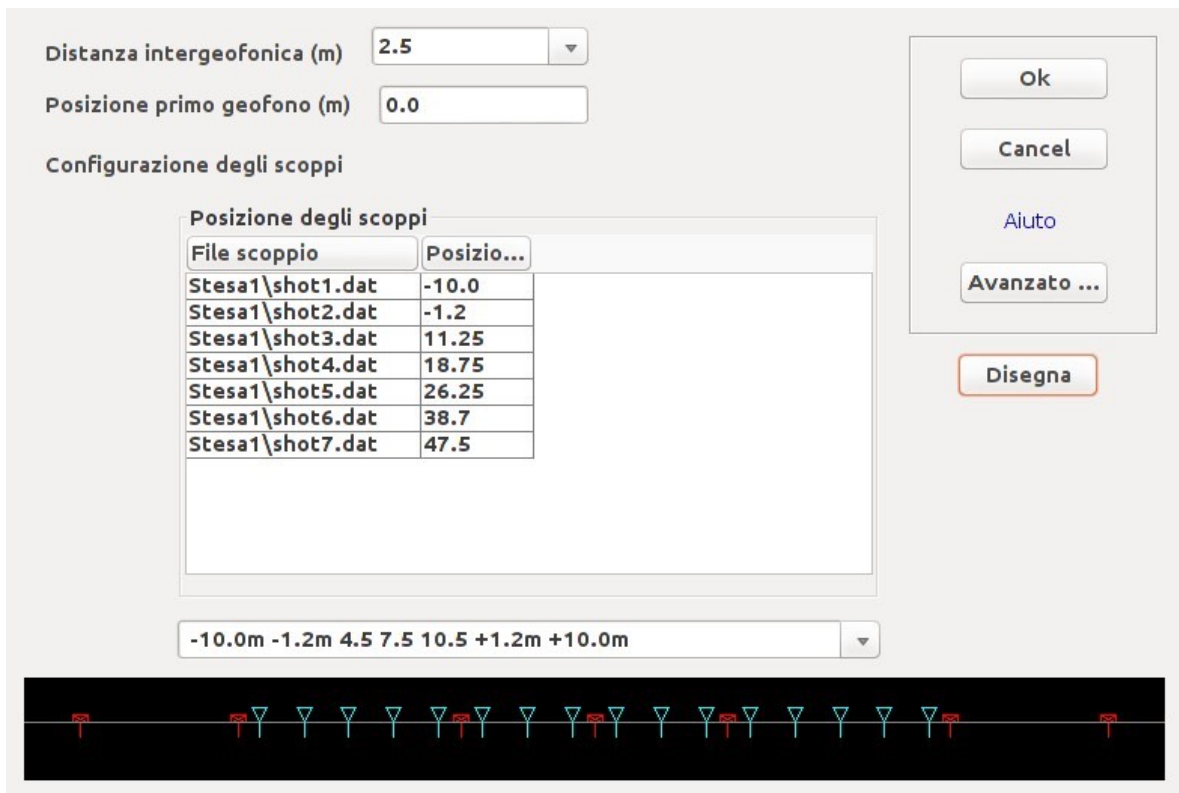 Distanza intergeofonica (m) 2.5
Posizione primo geofono (m) 0.0
Configurazione degli scoppi
Posizione degli scoppi
File scoppio Posizio...
Stesa1\shot1.dat -10.0
Stesa1\shot2.dat -1.2
Stesa1\shot3.dat 11.25
Stesa1\shot4.dat 18.75
Stesa1\shot5.dat 26.25
Stesa1\shot6.dat 38.7
Stesa1\shot7.dat 47.5
-10.0m -1.2m 4.5 7.5 10.5 +1.2m +10.0m
Ok
Cancel
Aiuto
Avanzato ...
Disegna